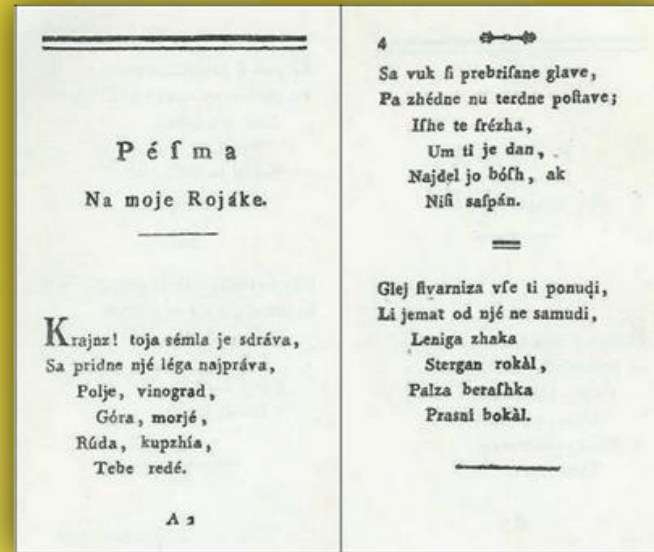 Péſma
Na moje Rojáke.
Krajnz! toja sémla je sdráva,
Sa pridne njé léga najpráva,
Polje, vinograd,
Góra, morjé,
Rúda, kupzhía,
Tebe redé.
A 2
4
Sa vuk ſi prebriſane glave,
Pa zhédne nu terdne poſtave;
Iſhe te ſrézha,
Um ti je dan,
Najdel jo bóſh, ak
Niſi saſpán.
Glej ſtvarniza vſe ti ponudi,
Li jemat od njé ne samudi,
Leniga zhaka
Stergan rokàl,
Palza beraſhka
Prasni bokàl.